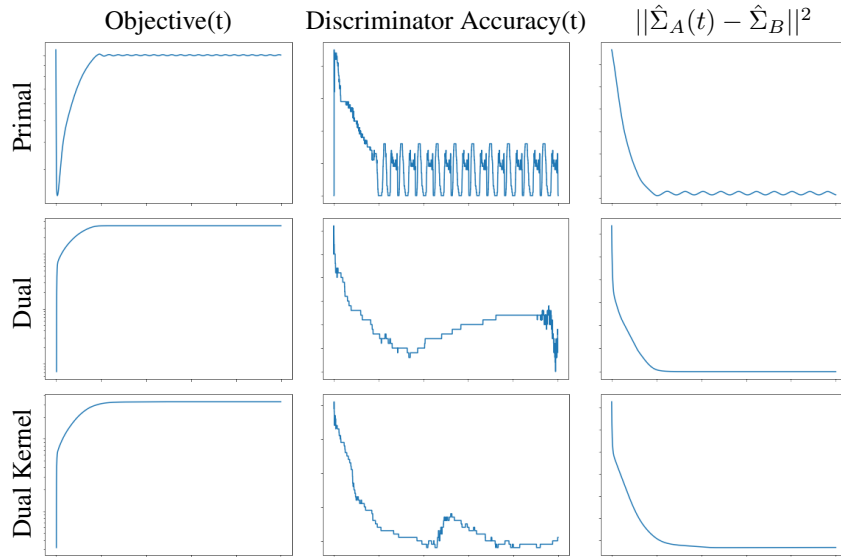 Objective(t)
Discriminator Accuracy(t)
||Σ̂_A(t) − Σ̂_B||²
Primal
Dual
Dual Kernel